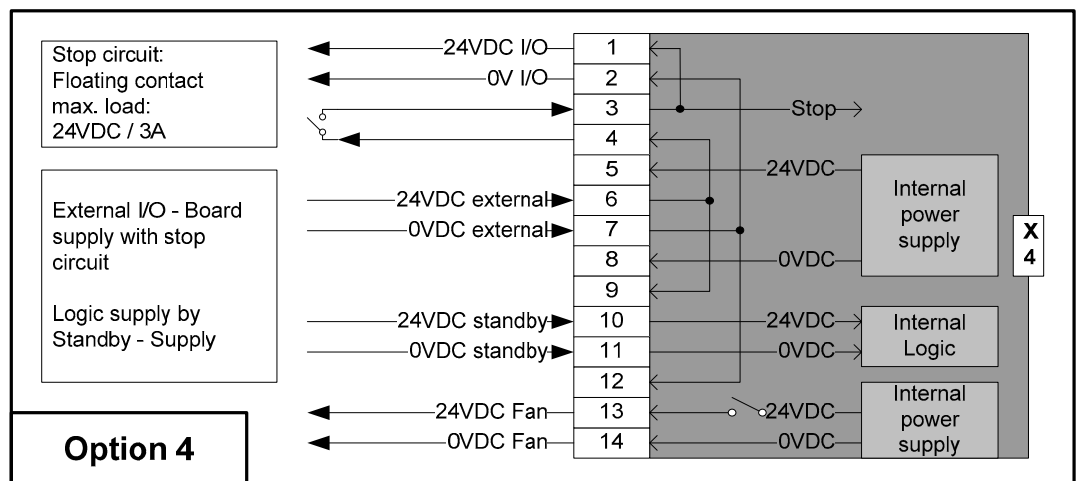 Stop circuit:
Floating contact
max. load:
24VDC / 3A
External I/O - Board
supply with stop
circuit
Logic supply by
Standby - Supply
Option 4
24VDC I/O
0V I/O
24VDC external
0VDC external
24VDC standby
0VDC standby
24VDC Fan
0VDC Fan
1
2
3
4
5
6
7
8
9
10
11
12
13
14
Stop
24VDC
0VDC
24VDC
0VDC
24VDC
0VDC
Internal
power
supply
Internal
Logic
Internal
power
supply
X
4